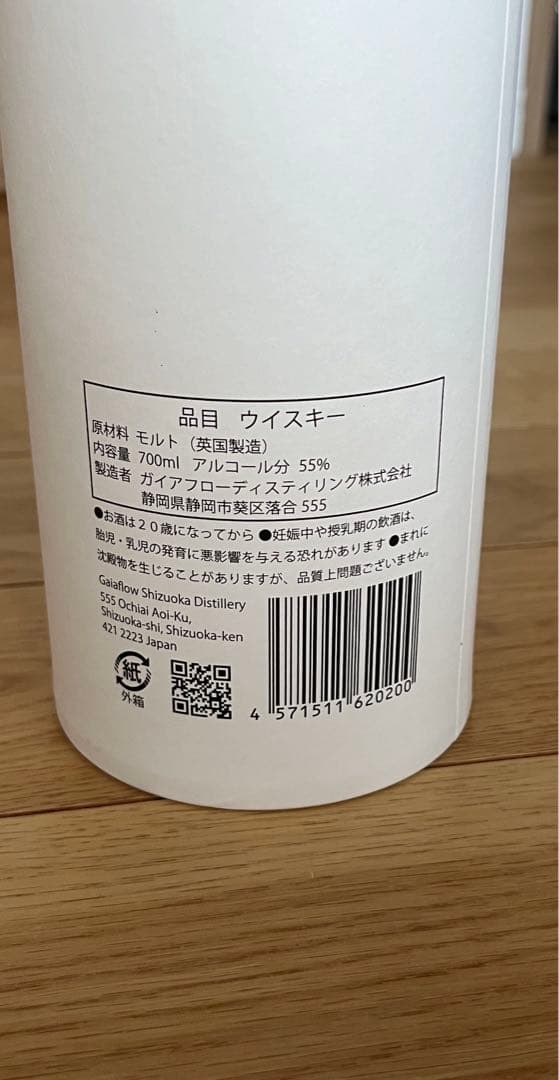 品目 ウイスキー
原材料 モルト（英国製造）
内容量 700ml アルコール分 55%
製造者 ガイアフローディスティリング株式会社
静岡県静岡市葵区落合 555
●お酒は２０歳になってから ●妊娠中や授乳期の飲酒は、
胎児・乳児の発育に悪影響を与える恐れがあります ●まれに
沈殿物を生じることがありますが、品質上問題ございません。
Gaiaflow Shizuoka Distillery
555 Ochiai Aoi-Ku,
Shizuoka-shi, Shizuoka-ken
421 2223 Japan
紙
外箱
4 571511 620200